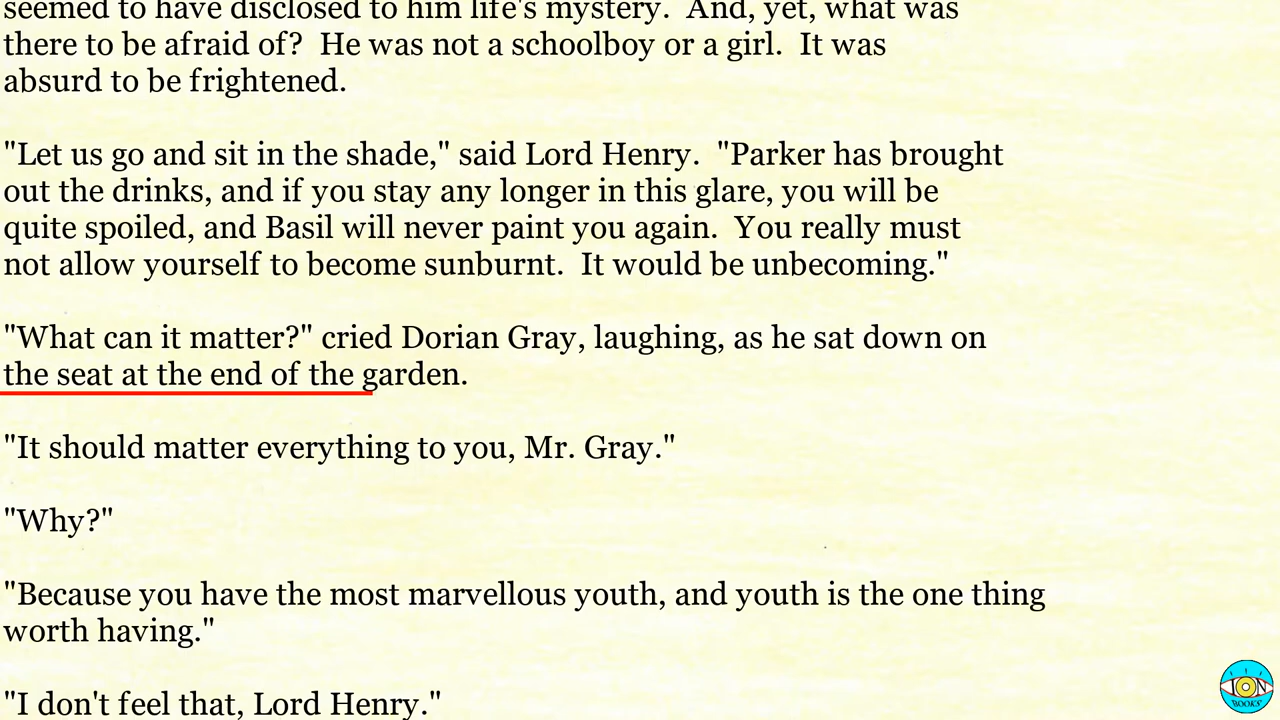 seemed to have disclosed to him life's mystery.  And, yet, what was
there to be afraid of?  He was not a schoolboy or a girl.  It was
absurd to be frightened.
"Let us go and sit in the shade," said Lord Henry.  "Parker has brought
out the drinks, and if you stay any longer in this glare, you will be
quite spoiled, and Basil will never paint you again.  You really must
not allow yourself to become sunburnt.  It would be unbecoming."
"What can it matter?" cried Dorian Gray, laughing, as he sat down on
the seat at the end of the garden.
"It should matter everything to you, Mr. Gray."
"Why?"
"Because you have the most marvellous youth, and youth is the one thing
worth having."
"I don't feel that, Lord Henry."
ION
BOOKS